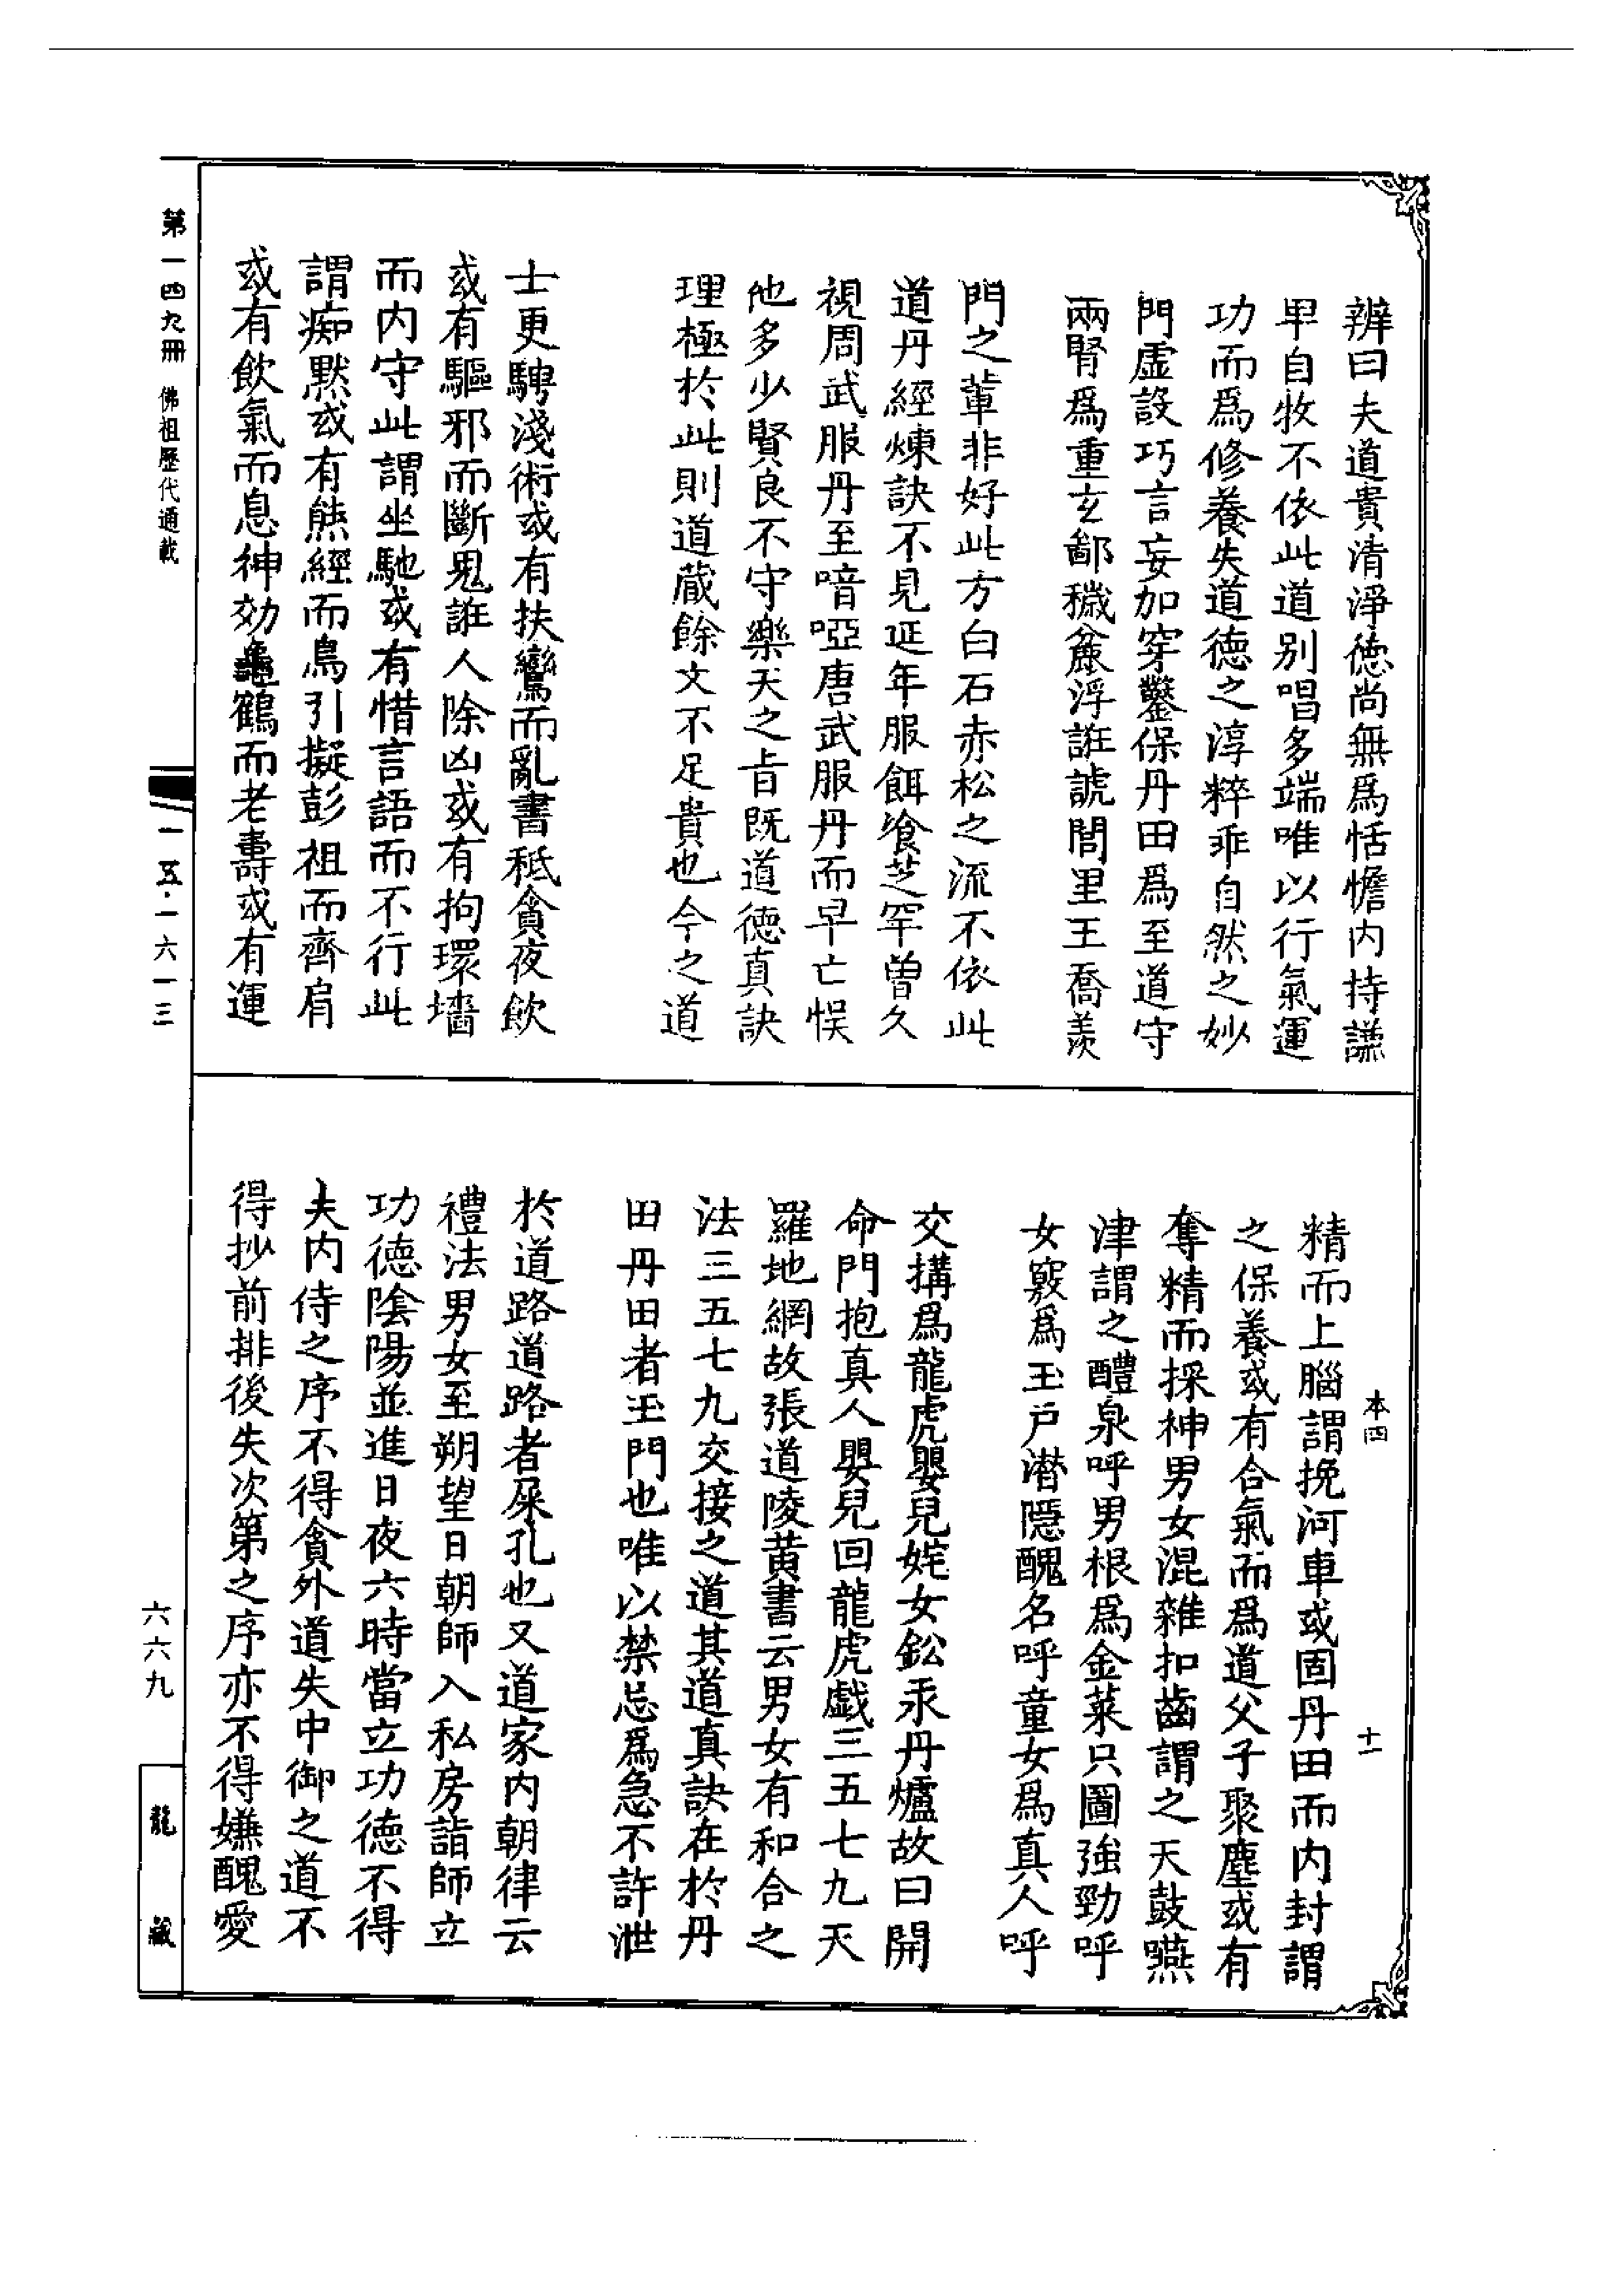 辨曰夫道貴清淨德尚無爲恬憺内持謙
早自牧不依此道别唱多端唯以行氣運
功而爲修養失道德之淳粹乖自然之妙
門虛設巧言妄加穿鑿保丹田爲至道守
兩腎爲重玄鄙穢麄浮誑謼閭里王喬羨
門之輩非好此方白石赤松之流不依此
道丹經煉訣不見延年服餌飡芝罕曽久
視周武服丹至喑啞唐武服丹而早亡悞
他多少賢良不守樂天之㫖既道德真訣
理極於此則道蔵餘文不足貴也今之道
士更騁淺術或有扶鸞而亂書秪貪夜飲
或有驅邪而斷鬼誑人除凶或有拘環墻
而内守此謂坐馳或有惜言語而不行此
謂痴默或有熊經而鳥引擬彭祖而齊肩
或有飲氣而息神効龜鶴而老壽或有運
精而上腦謂挽河車或固丹田而内封謂
之保養或有合氣而爲道父子聚塵或有
奪精而採神男女混雜扣齒謂之天鼓嚥
津謂之醴泉呼男根爲金莖只圖強勁呼
女竅爲玉戸潜隱醜名呼童女爲真人呼
交搆爲龍虎嬰兒姹女鈆汞丹爐故曰開
命門抱真人嬰兒回龍虎戱三五七九天
羅地網故張道陵黄書云男女有和合之
法三五七九交接之道其道真訣在於丹
田丹田者玉門也唯以禁忌爲急不許泄
於道路道路者屎孔也又道家内朝律云
禮法男女至朔望日朝師入私房詣師立
功德陰陽並進日夜六時當立功德不得
夫内侍之序不得貪外道失中御之道不
得抄前排後失次第之序亦不得嫌醜愛
本四
十一
第一四九冊 佛祖歷代通載
一五·一六一三
六六九
龍藏